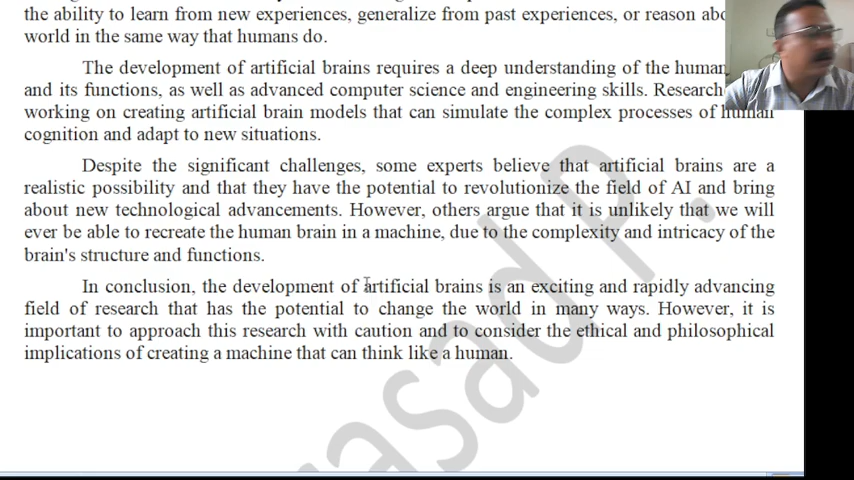 the ability to learn from new experiences, generalize from past experiences, or reason
world in the same way that humans do.
The development of artificial brains requires a deep understanding of the human
and its functions, as well as advanced computer science and engineering skills.
working on creating artificial brain models that can simulate the complex processes of human
cognition and adapt to new situations.
Despite the significant challenges, some experts believe that artificial brains are a
realistic possibility and that they have the potential to revolutionize the field of AI and bring
about new technological advancements. However, others argue that it is unlikely that we will
ever be able to recreate the human brain in a machine, due to the complexity and intricacy of the
brain's structure and functions.
In conclusion, the development of artificial brains is an exciting and rapidly advancing
field of research that has the potential to change the world in many ways. However, it is
important to approach this research with caution and to consider the ethical and philosophical
implications of creating a machine that can think like a human.